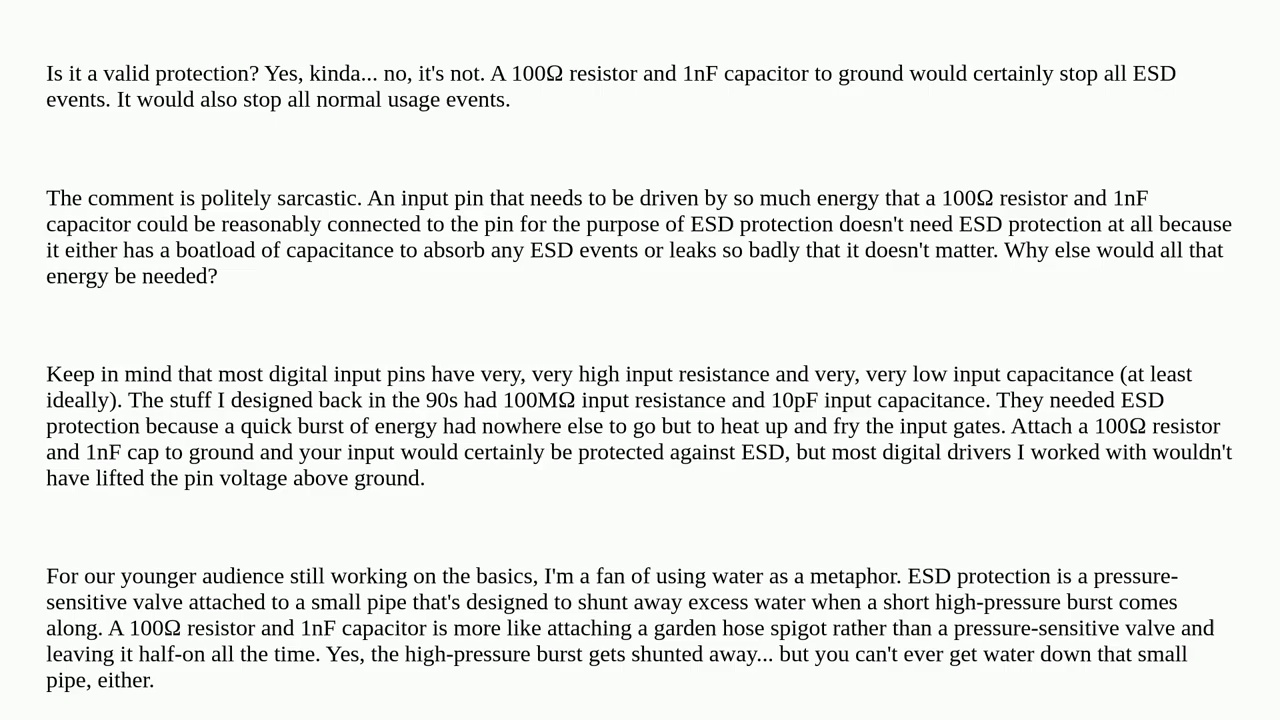 Is it a valid protection? Yes, kinda... no, it's not. A 100Ω resistor and 1nF capacitor to ground would certainly stop all ESD
events. It would also stop all normal usage events.
The comment is politely sarcastic. An input pin that needs to be driven by so much energy that a 100Ω resistor and 1nF
capacitor could be reasonably connected to the pin for the purpose of ESD protection doesn't need ESD protection at all because
it either has a boatload of capacitance to absorb any ESD events or leaks so badly that it doesn't matter. Why else would all that
energy be needed?
Keep in mind that most digital input pins have very, very high input resistance and very, very low input capacitance (at least
ideally). The stuff I designed back in the 90s had 100MΩ input resistance and 10pF input capacitance. They needed ESD
protection because a quick burst of energy had nowhere else to go but to heat up and fry the input gates. Attach a 100Ω resistor
and 1nF cap to ground and your input would certainly be protected against ESD, but most digital drivers I worked with wouldn't
have lifted the pin voltage above ground.
For our younger audience still working on the basics, I'm a fan of using water as a metaphor. ESD protection is a pressure-
sensitive valve attached to a small pipe that's designed to shunt away excess water when a short high-pressure burst comes
along. A 100Ω resistor and 1nF capacitor is more like attaching a garden hose spigot rather than a pressure-sensitive valve and
leaving it half-on all the time. Yes, the high-pressure burst gets shunted away... but you can't ever get water down that small
pipe, either.